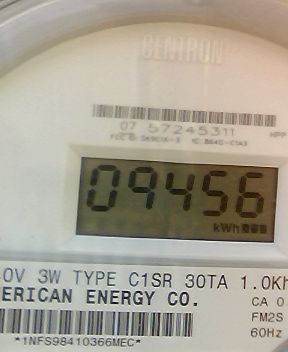 CENTRON
07 57245311
09456
kWh
.0V 3W TYPE C1SR 30TA 1.0Kh
ERICAN ENERGY CO.
CA 0.
FM2S
60Hz
*1NFS98410366MEC*